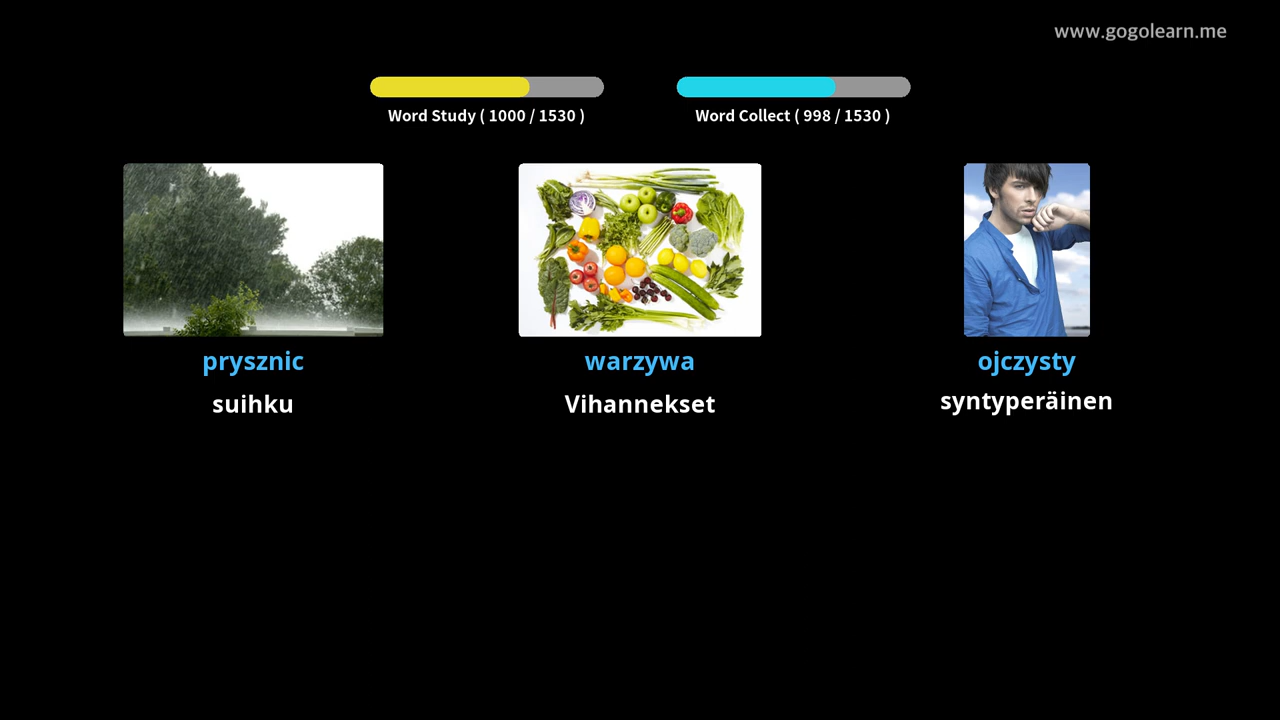 www.gogolearn.me
Word Study ( 1000 / 1530 )
Word Collect ( 998 / 1530 )
prysznic
warzywa
ojczysty
suihku
Vihannekset
syntyperäinen